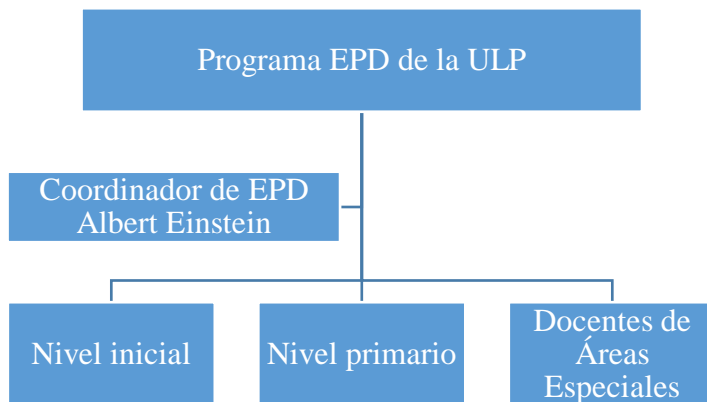 Programa EPD de la ULP
Coordinador de EPD
Albert Einstein
Nivel inicial
Nivel primario
Docentes de
Áreas
Especiales